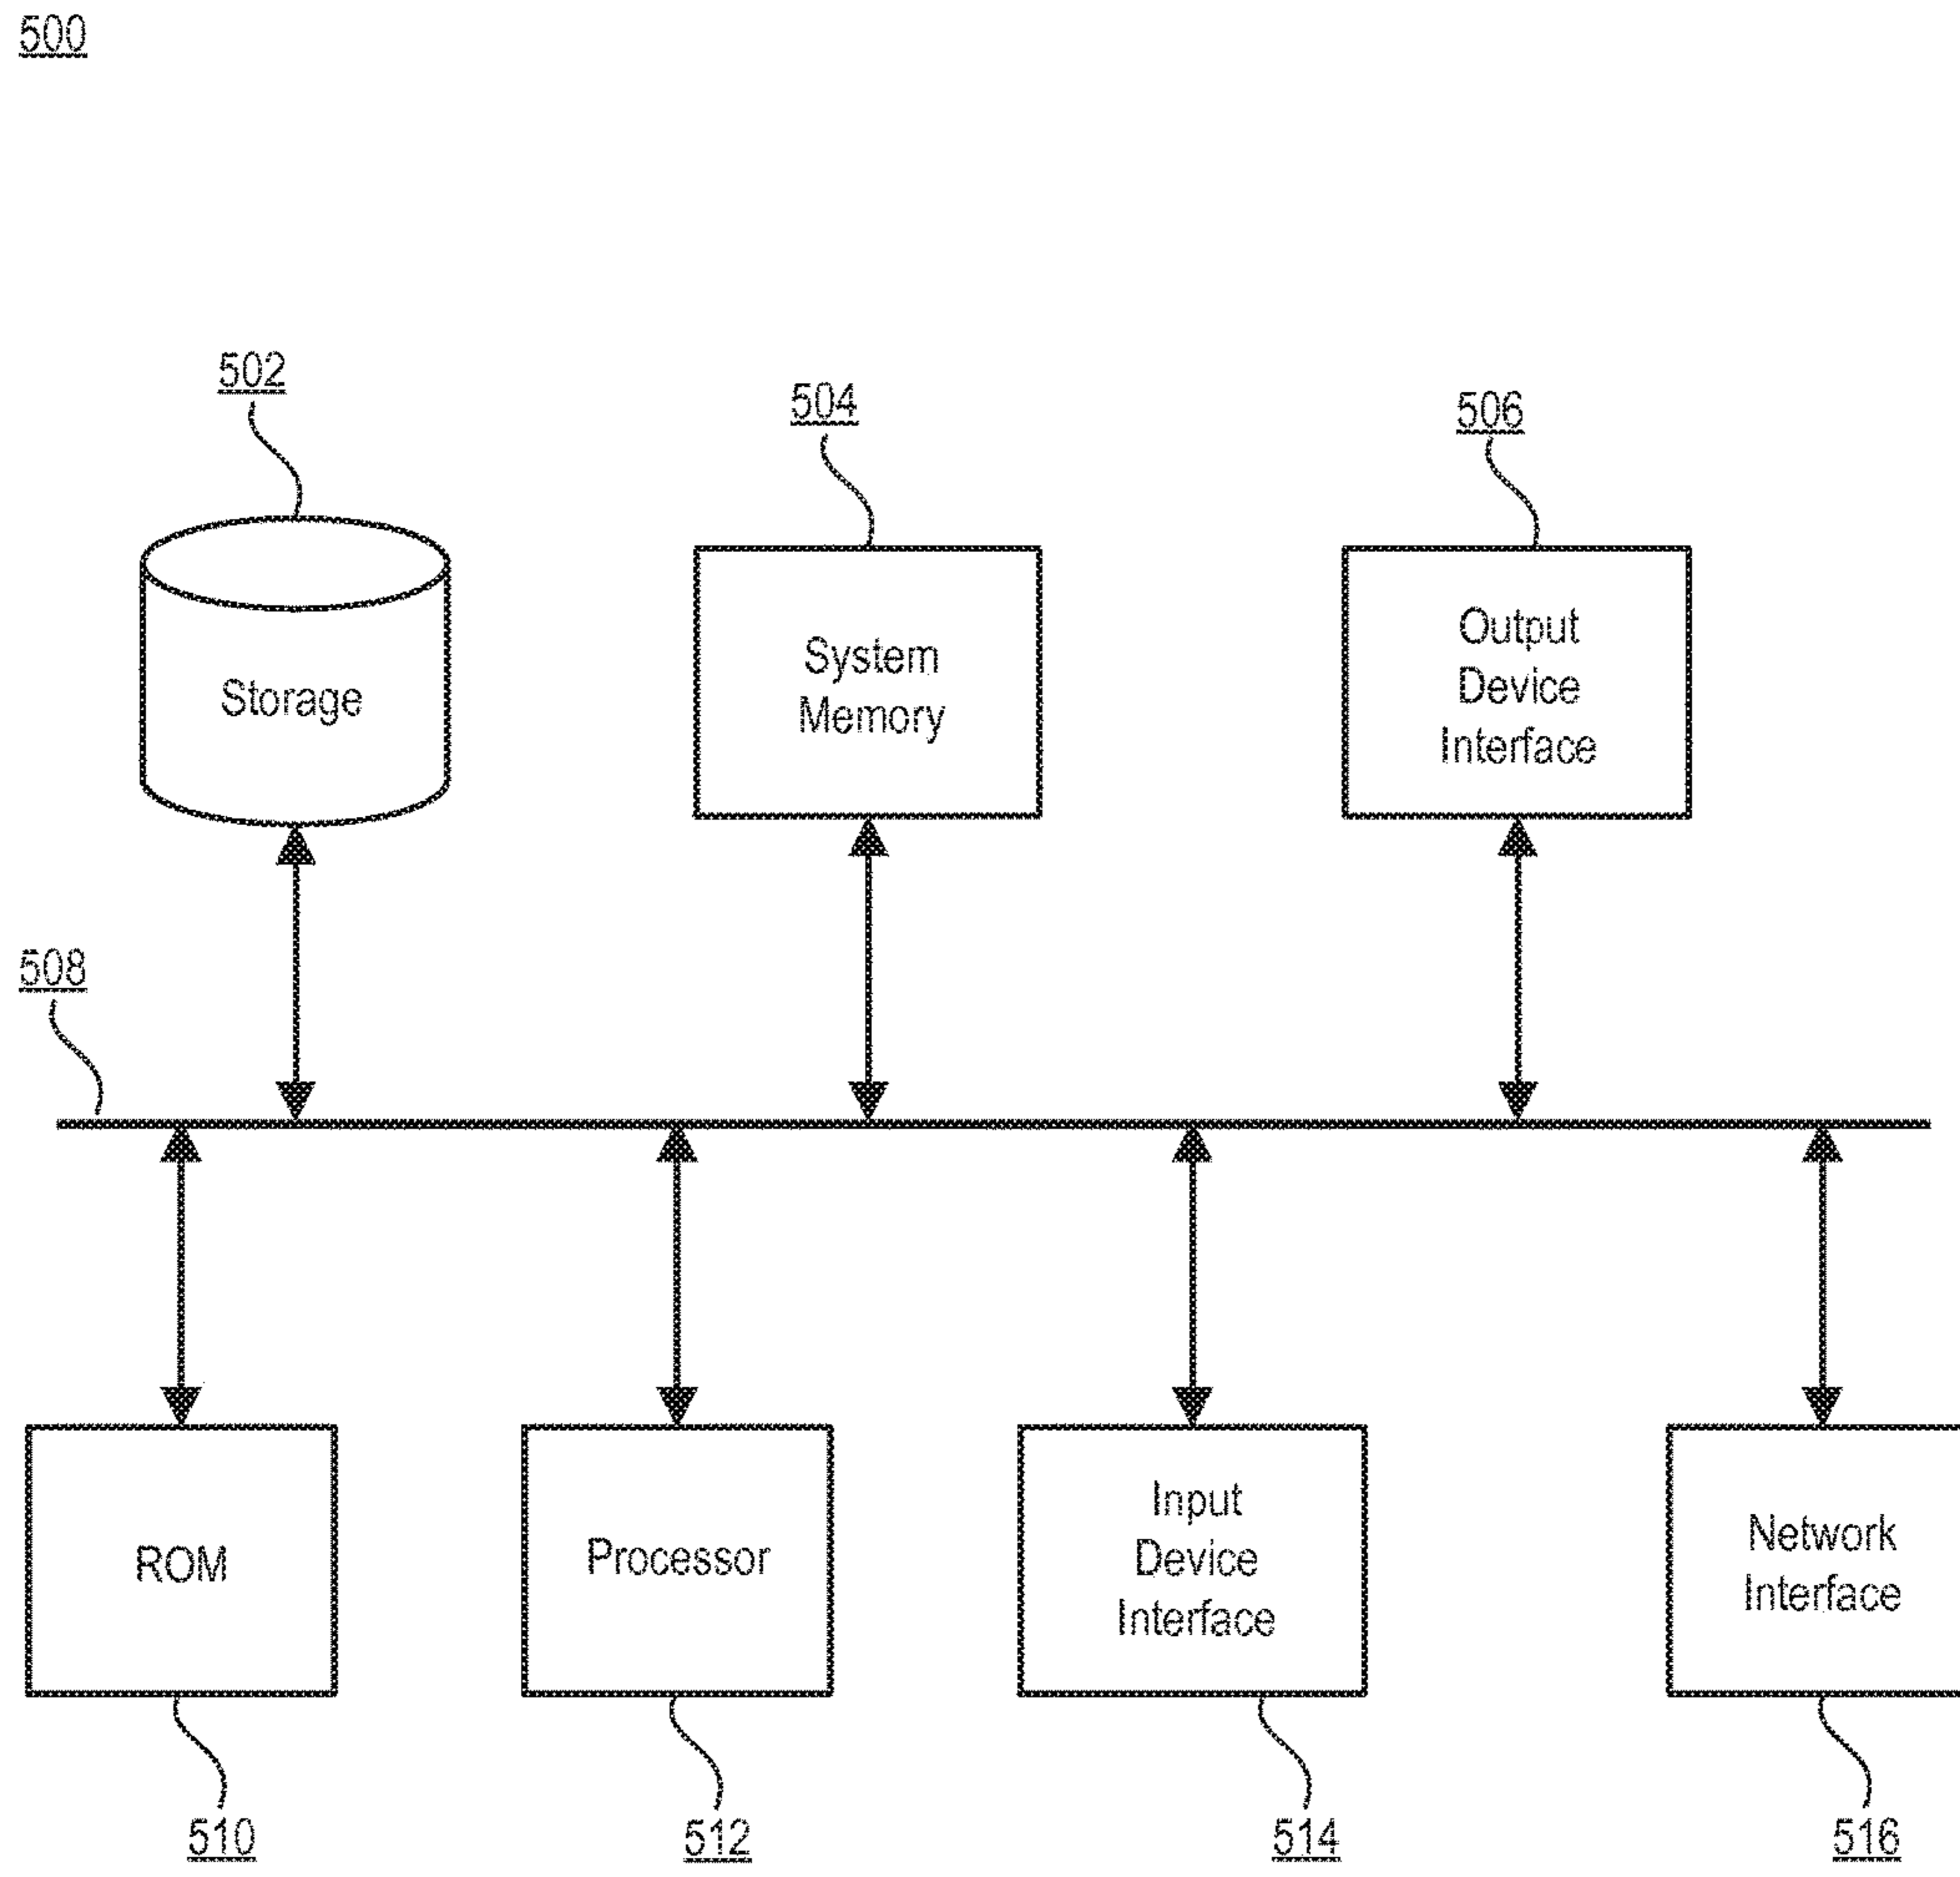 500
502
504
506
Storage
System
Memory
Output
Device
Interface
508
ROM
Processor
Input
Device
Interface
Network
Interface
510
512
514
516